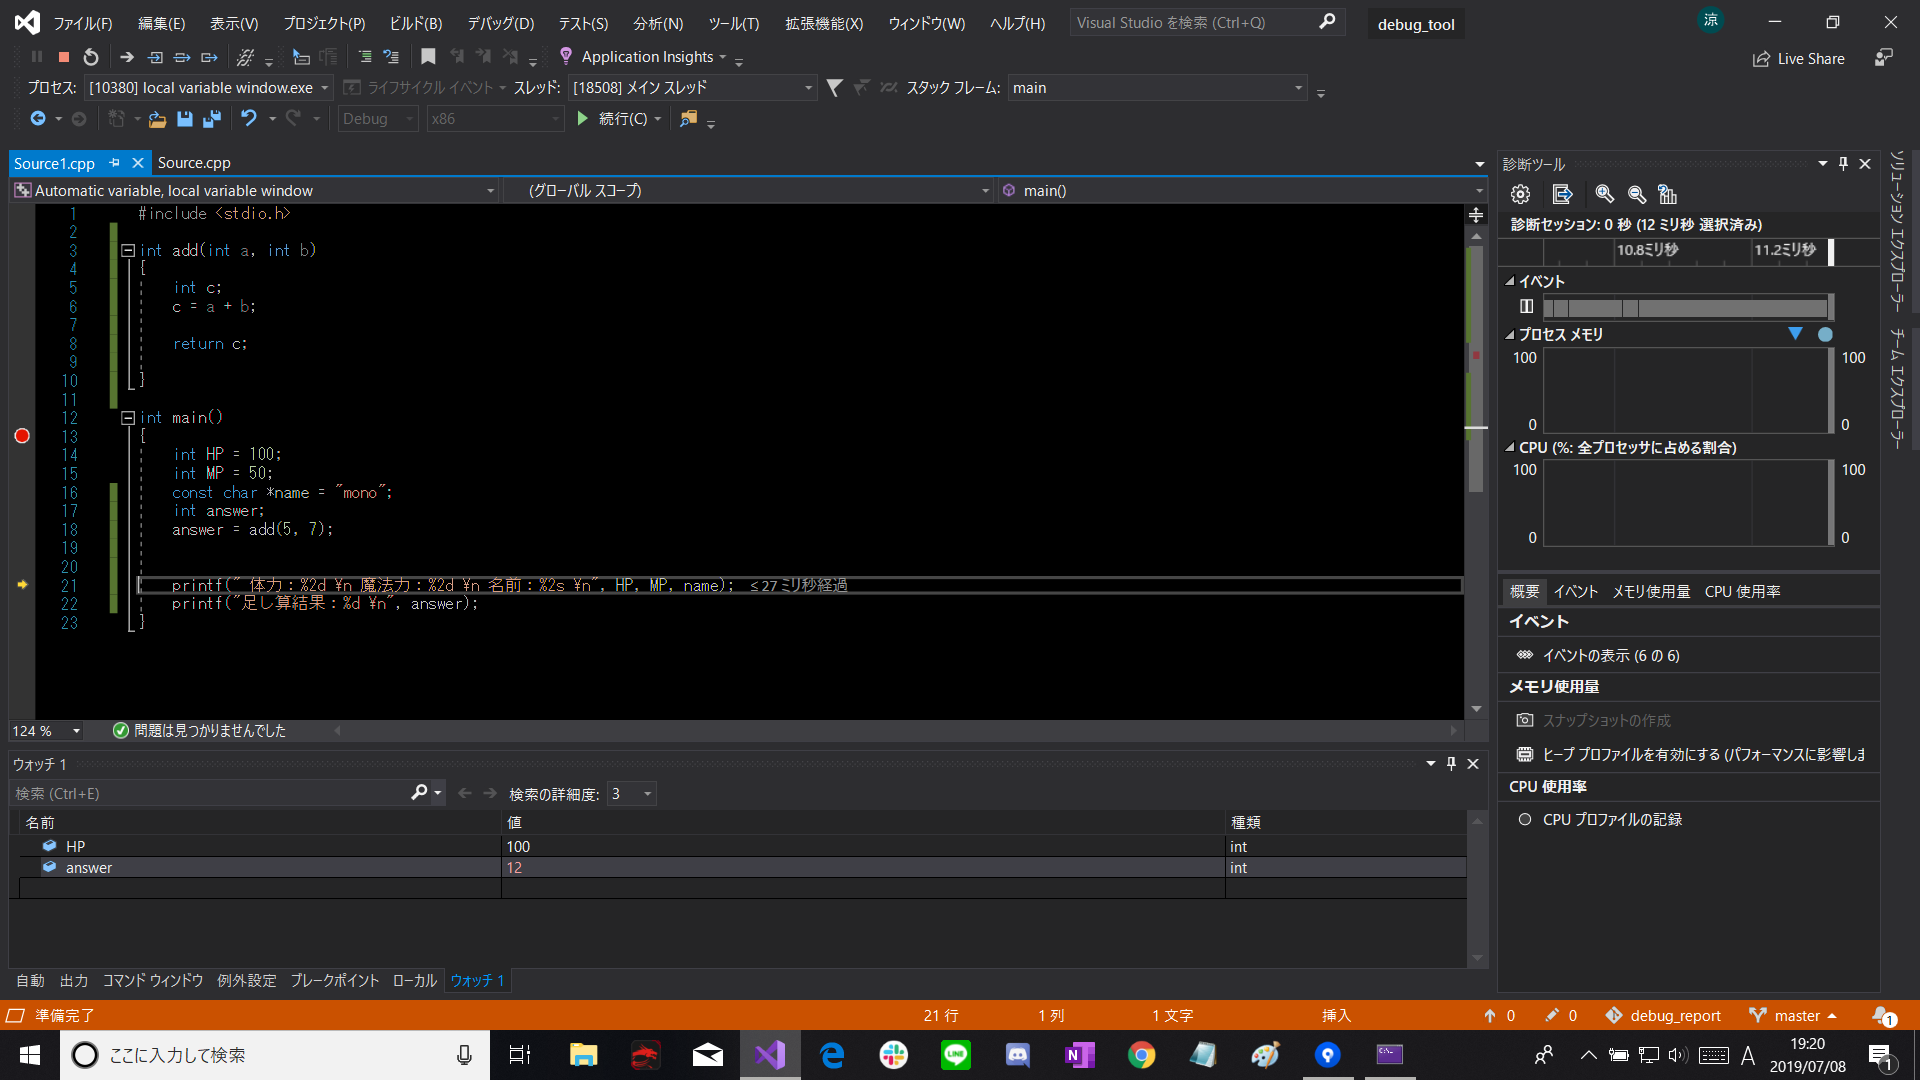 ファイル(F) 編集(E) 表示(V) プロジェクト(P) ビルド(B) デバッグ(D) テスト(S) 分析(N) ツール(T) 拡張機能(X) ウィンドウ(W) ヘルプ(H) Visual Studio を検索 (Ctrl+Q) debug_tool 涼
Application Insights Live Share
プロセス: [10380] local variable window.exe ライフサイクル イベント スレッド: [18508] メイン スレッド スタック フレーム: main
Debug x86 続行(C)
Source1.cpp Source.cpp
Automatic variable, local variable window (グローバル スコープ) main()
1 #include <stdio.h>
2
3 int add(int a, int b)
4 {
5 int c;
6 c = a + b;
7
8 return c;
9
10 }
11
12 int main()
13 {
14 int HP = 100;
15 int MP = 50;
16 const char *name = "mono";
17 int answer;
18 answer = add(5, 7);
19
20
21 printf(" 体力：%2d ¥n 魔法力：%2d ¥n 名前：%2s ¥n", HP, MP, name); ≤ 27 ミリ秒経過
22 printf("足し算結果：%d ¥n", answer);
23 }
124 % 問題は見つかりませんでした
ウォッチ 1
検索 (Ctrl+E) 検索の詳細度: 3
名前 値 種類
HP 100 int
answer 12 int
自動 出力 コマンド ウィンドウ 例外設定 ブレークポイント ローカル ウォッチ 1
診断ツール
診断セッション: 0 秒 (12 ミリ秒 選択済み)
10.8ミリ秒 11.2ミリ秒
イベント
プロセス メモリ
100 100
0 0
CPU (%: 全プロセッサに占める割合)
100 100
0 0
概要 イベント メモリ使用量 CPU 使用率
イベント
イベントの表示 (6 の 6)
メモリ使用量
スナップショットの作成
ヒープ プロファイルを有効にする (パフォーマンスに影響しま
CPU 使用率
CPU プロファイルの記録
ソリューション エクスプローラー
チーム エクスプローラー
準備完了 21 行 1 列 1 文字 挿入 0 0 debug_report master 1
ここに入力して検索 LINE N A 19:20
2019/07/08 1